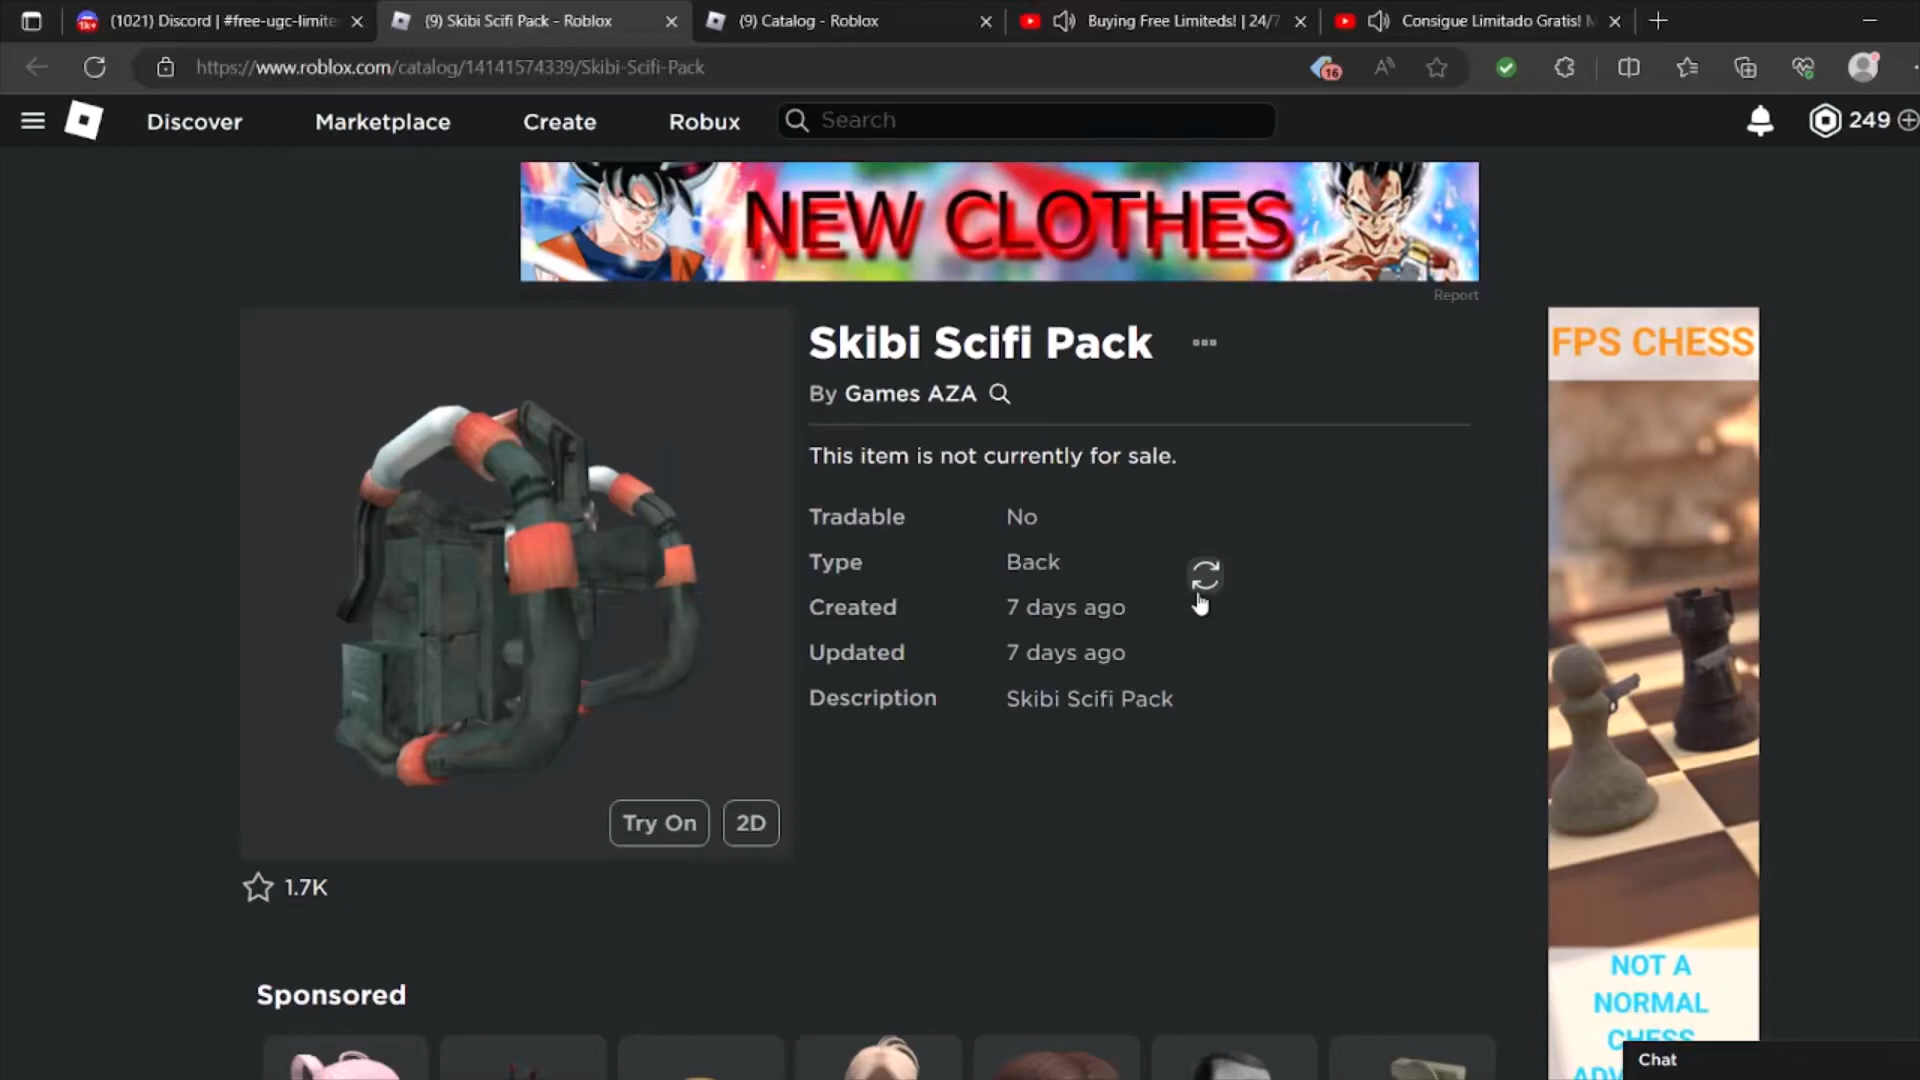 (1021) Discord | #free-ugc-limite
(9) Skibi Scifi Pack - Roblox
(9) Catalog - Roblox
Buying Free Limiteds! | 24/7
Consigue Limitado Gratis!
https://www.roblox.com/catalog/14141574339/Skibi-Scifi-Pack
16
Discover
Marketplace
Create
Robux
Search
249
NEW CLOTHES
Report
Skibi Scifi Pack
By Games AZA
This item is not currently for sale.
Tradable No
Type Back
Created 7 days ago
Updated 7 days ago
Description Skibi Scifi Pack
Try On
2D
1.7K
Sponsored
FPS CHESS
NOT A
NORMAL
CHESS
Chat